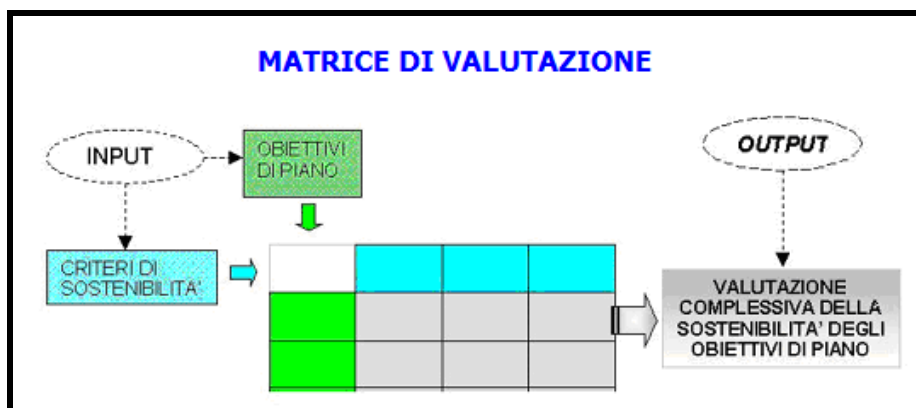 MATRICE DI VALUTAZIONE
INPUT
OBIETTIVI
DI PIANO
OUTPUT
CRITERI DI
SOSTENIBILITA'
VALUTAZIONE
COMPLESSIVA DELLA
SOSTENIBILITA' DEGLI
OBIETTIVI DI PIANO